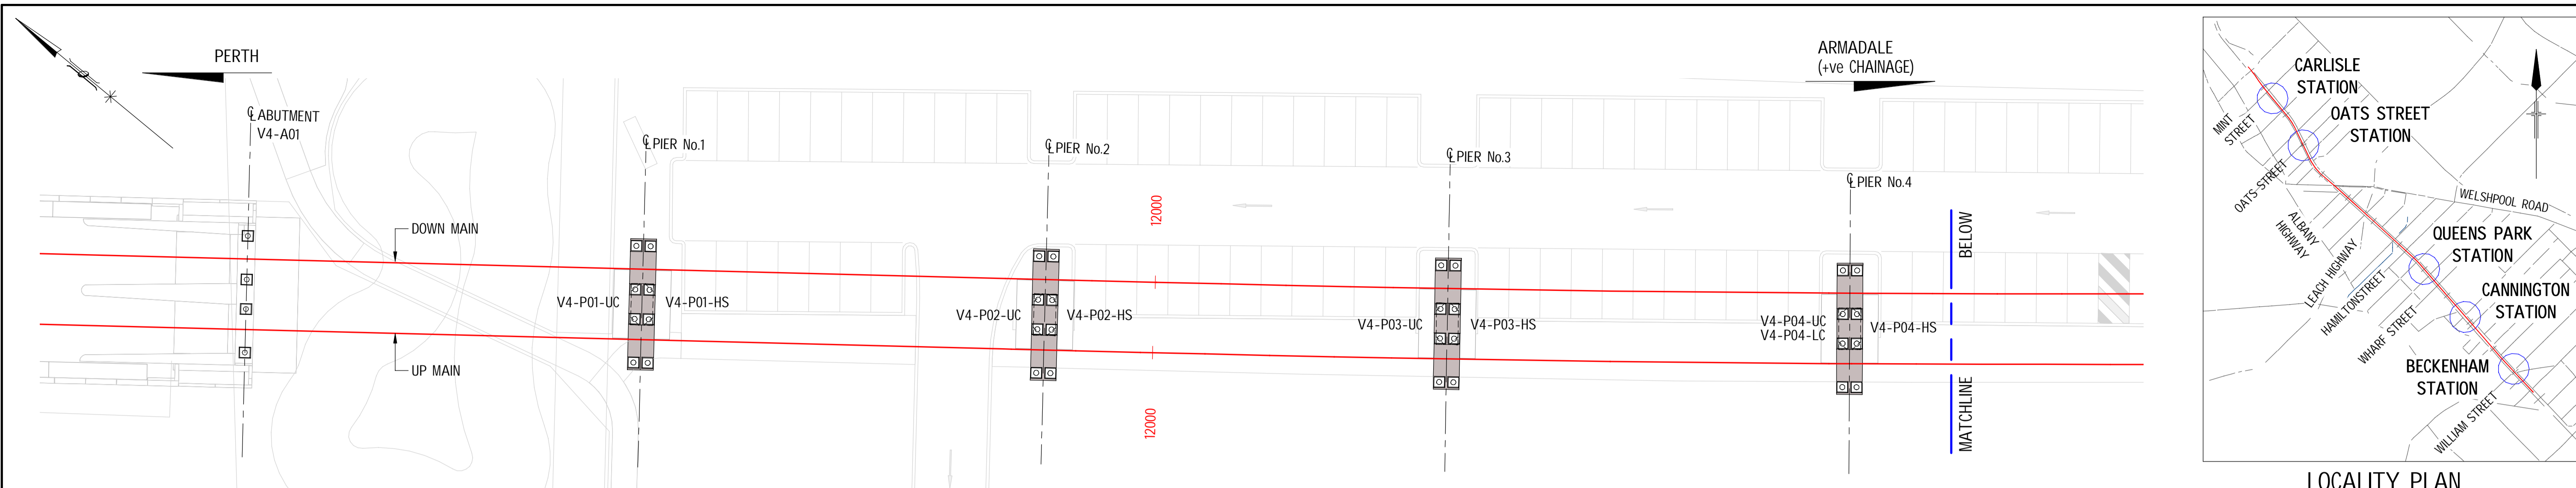 PERTH
ARMADALE
(+ve CHAINAGE)
℄ ABUTMENT
V4-A01
℄ PIER No.1
℄ PIER No.2
℄ PIER No.3
℄ PIER No.4
DOWN MAIN
UP MAIN
12000
12000
V4-P01-UC
V4-P01-HS
V4-P02-UC
V4-P02-HS
V4-P03-UC
V4-P03-HS
V4-P04-UC
V4-P04-LC
V4-P04-HS
MATCHLINE
BELOW
CARLISLE
STATION
MINT
STREET
OATS STREET
STATION
OATS STREET
WELSHPOOL ROAD
ALBANY
HIGHWAY
QUEENS PARK
STATION
LEACH HIGHWAY
HAMILTONSTREET
CANNINGTON
STATION
WHARF STREET
BECKENHAM
STATION
WILLIAM STREET
LOCALITY PLAN